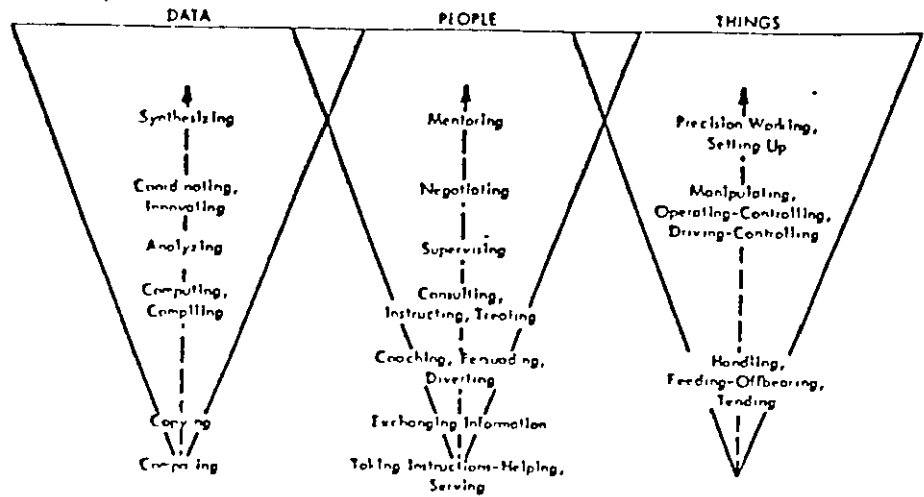 DATA
PEOPLE
THINGS
Synthesizing
Coordinating,
Innovating
Analyzing
Computing,
Compiling
Copying
Comparing
Mentoring
Negotiating
Supervising
Consulting,
Instructing, Treating
Coaching, Persuading,
Diverting
Exchanging Information
Taking Instructions-Helping,
Serving
Precision Working,
Setting Up
Manipulating,
Operating-Controlling,
Driving-Controlling
Handling,
Feeding-Offbearing,
Tending